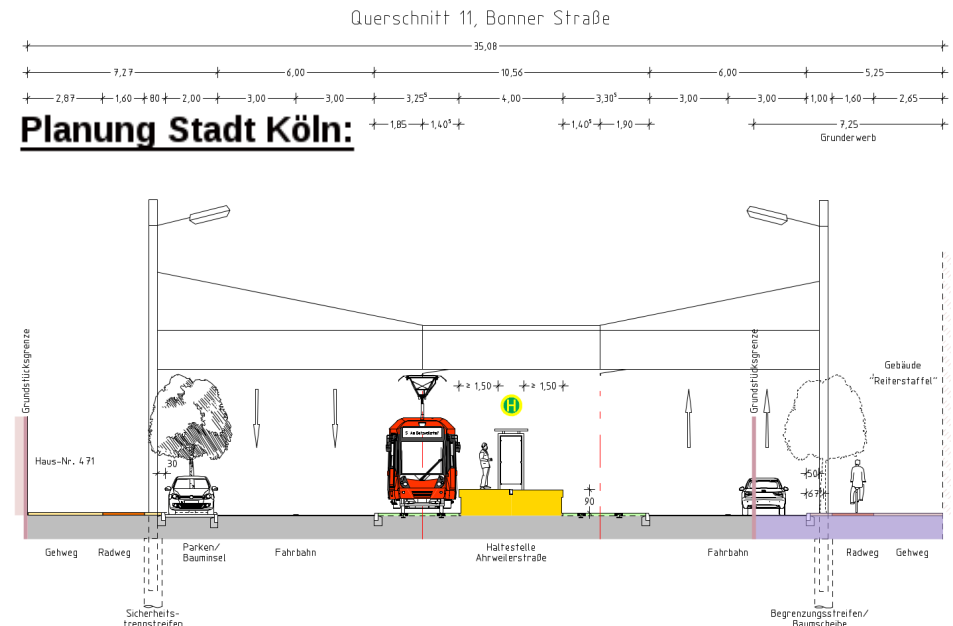 Querschnitt 11, Bonner Straße
35,08
7,27 6,00 10,56 6,00 5,25
2,87 1,60 80 2,00 3,00 3,00 3,25⁵ 4,00 3,30⁵ 3,00 3,00 1,00 1,60 2,65
1,85 1,40⁵ 1,40⁵ 1,90 7,25
Grunderwerb
Planung Stadt Köln:
Grundstücksgrenze
Grundstücksgrenze
≥ 1,50 ≥ 1,50
Gebäude
"Reiterstaffel"
H
Haus-Nr. 471
30
50
67
90
Gehweg Radweg Parken/
Bauminsel
Fahrbahn
Haltestelle
Ahrweilerstraße
Fahrbahn Radweg Gehweg
Sicherheits-
trennstreifen
Begrenzungsstreifen/
Baumscheibe